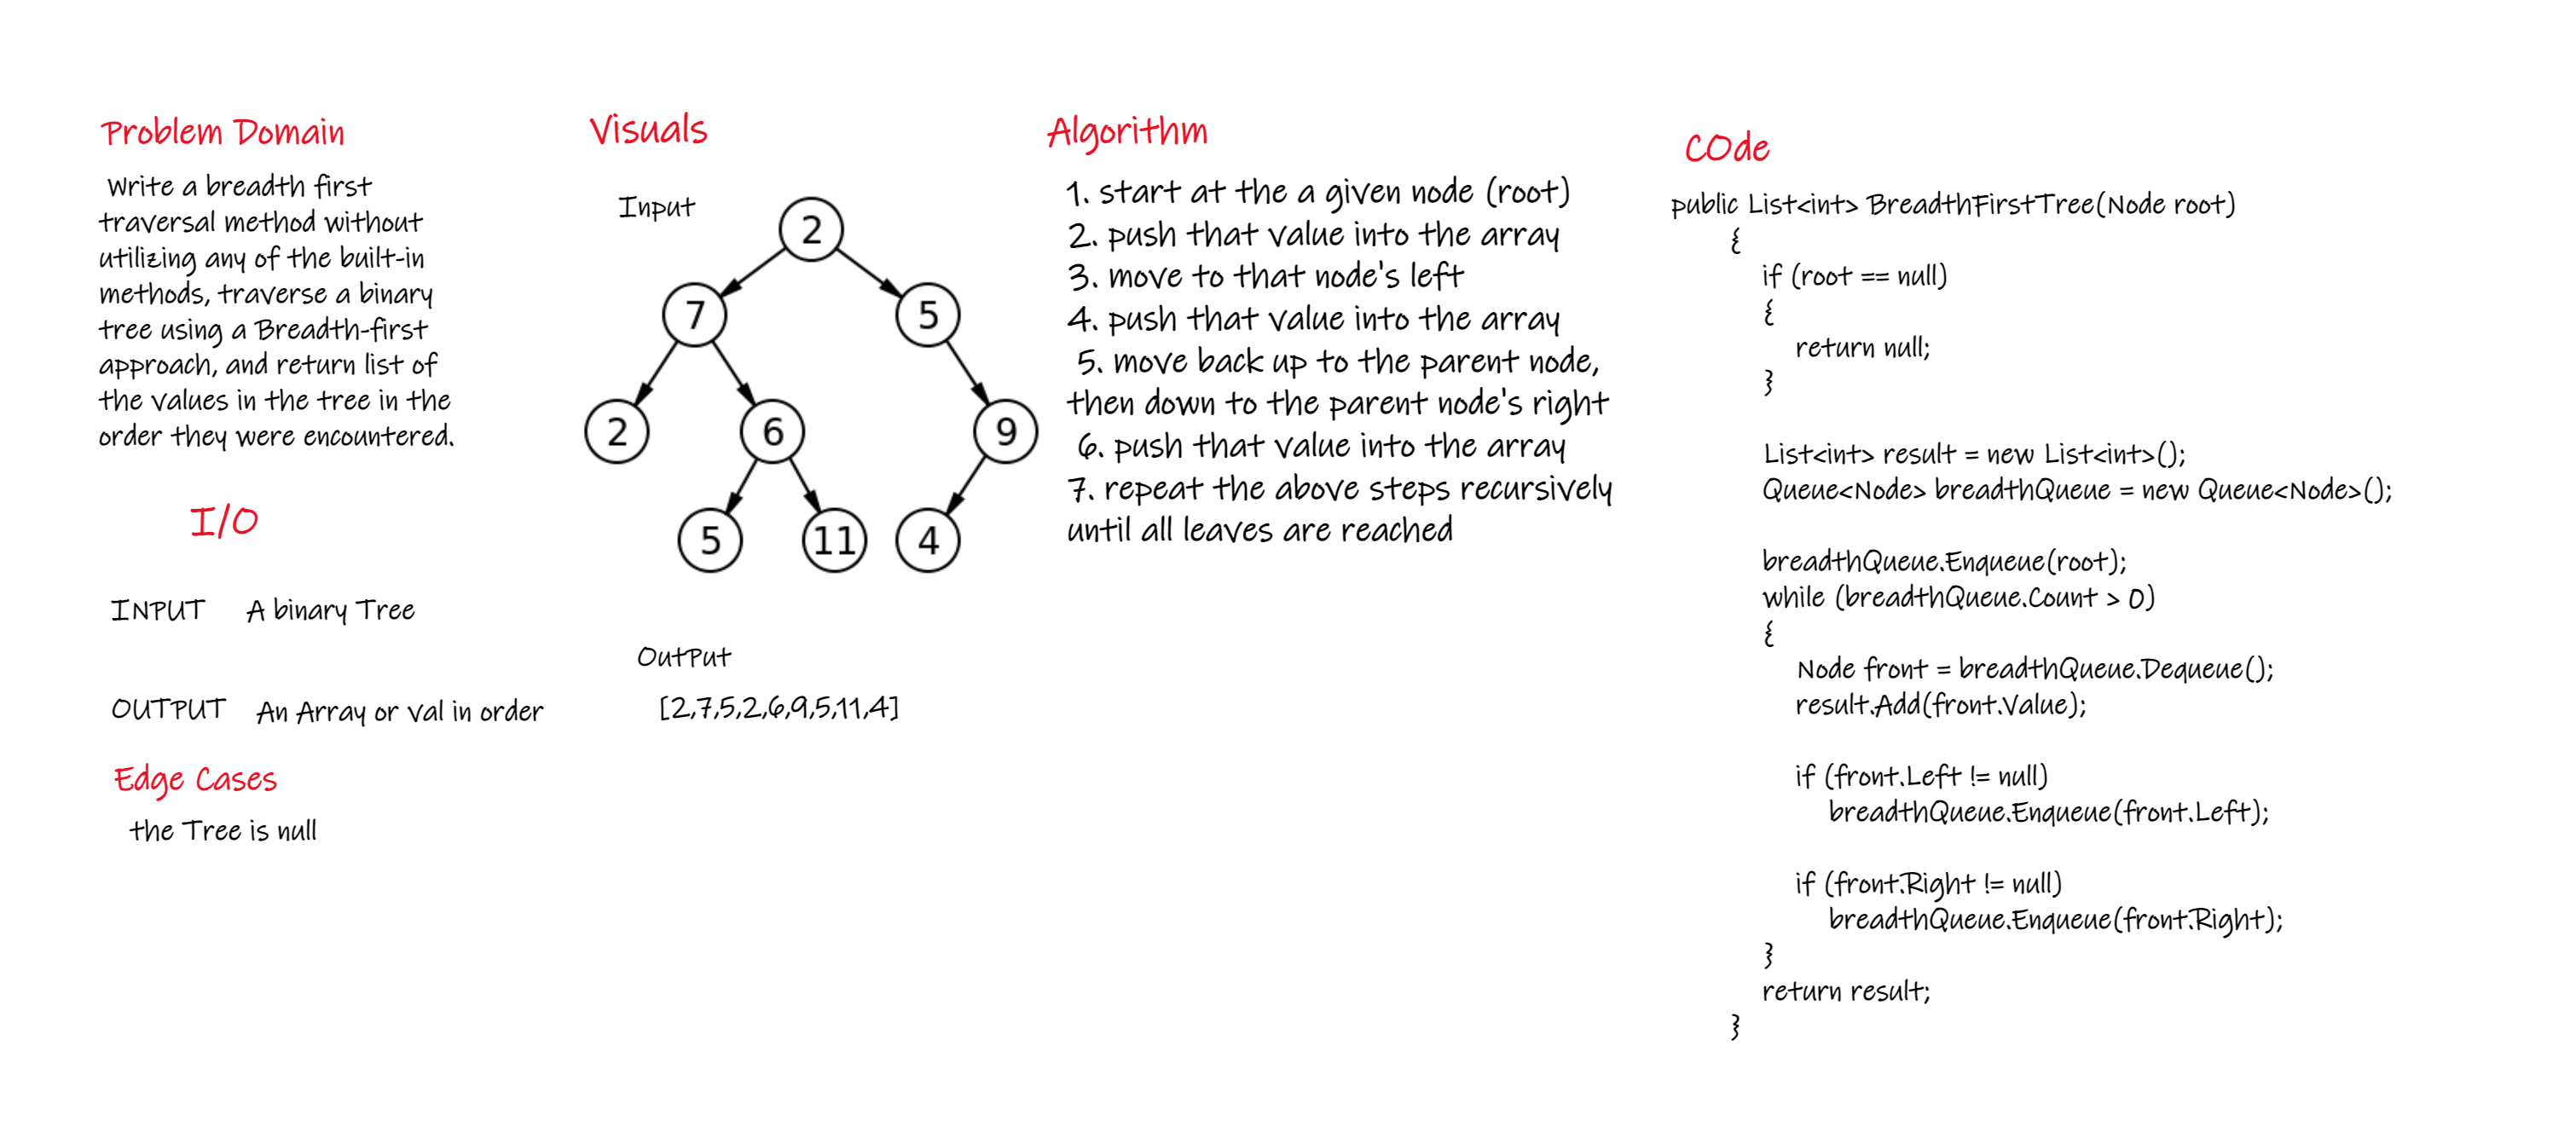 Problem Domain
Write a breadth first
traversal method without
utilizing any of the built-in
methods, traverse a binary
tree using a Breadth-first
approach, and return list of
the values in the tree in the
order they were encountered.
I/O
INPUT A binary Tree
OUTPUT An Array or val in order
Edge Cases
the Tree is null
Visuals
Input
2
7 5
2 6 9
5 11 4
OutPut
[2,7,5,2,6,9,5,11,4]
Algorithm
1. start at the a given node (root)
2. push that value into the array
3. move to that node's left
4. push that value into the array
5. move back up to the parent node,
then down to the parent node's right
6. push that value into the array
7. repeat the above steps recursively
until all leaves are reached
COde
public List<int> BreadthFirstTree(Node root)
{
if (root == null)
{
return null;
}
List<int> result = new List<int>();
Queue<Node> breadthQueue = new Queue<Node>();
breadthQueue.Enqueue(root);
while (breadthQueue.Count > 0)
{
Node front = breadthQueue.Dequeue();
result.Add(front.Value);
if (front.Left != null)
breadthQueue.Enqueue(front.Left);
if (front.Right != null)
breadthQueue.Enqueue(front.Right);
}
return result;
}